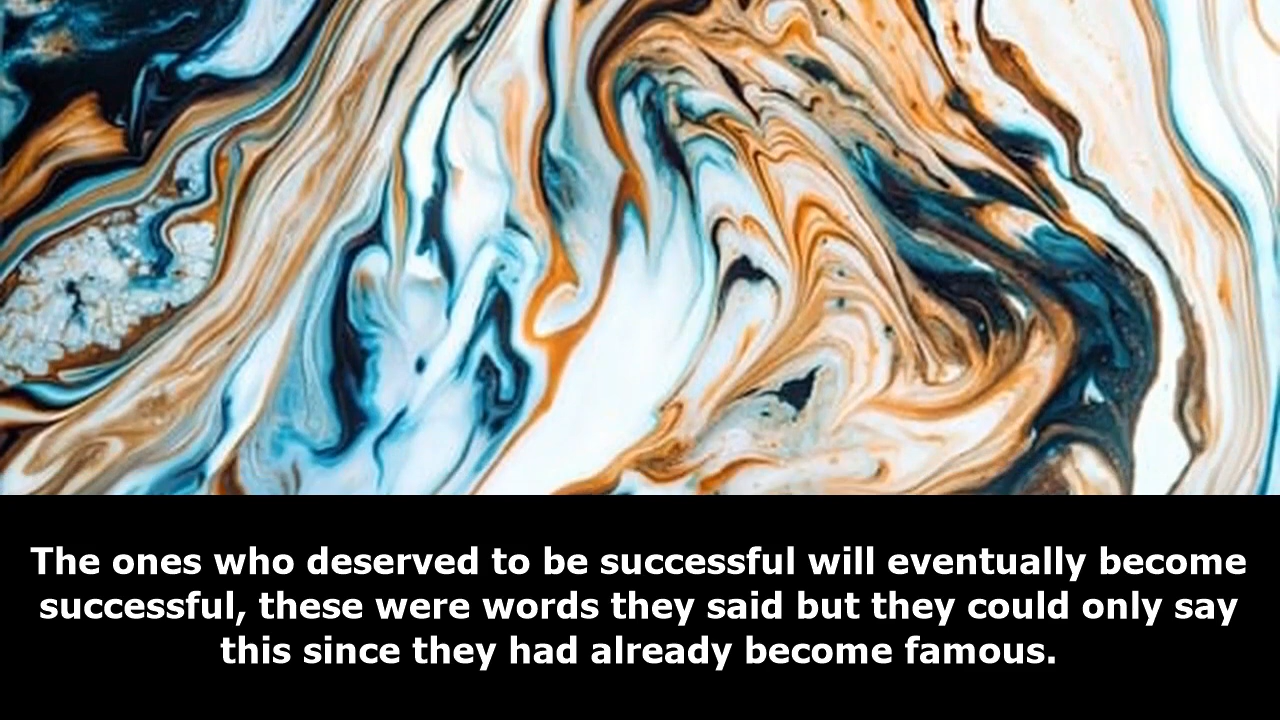 The ones who deserved to be successful will eventually become
successful, these were words they said but they could only say
this since they had already become famous.